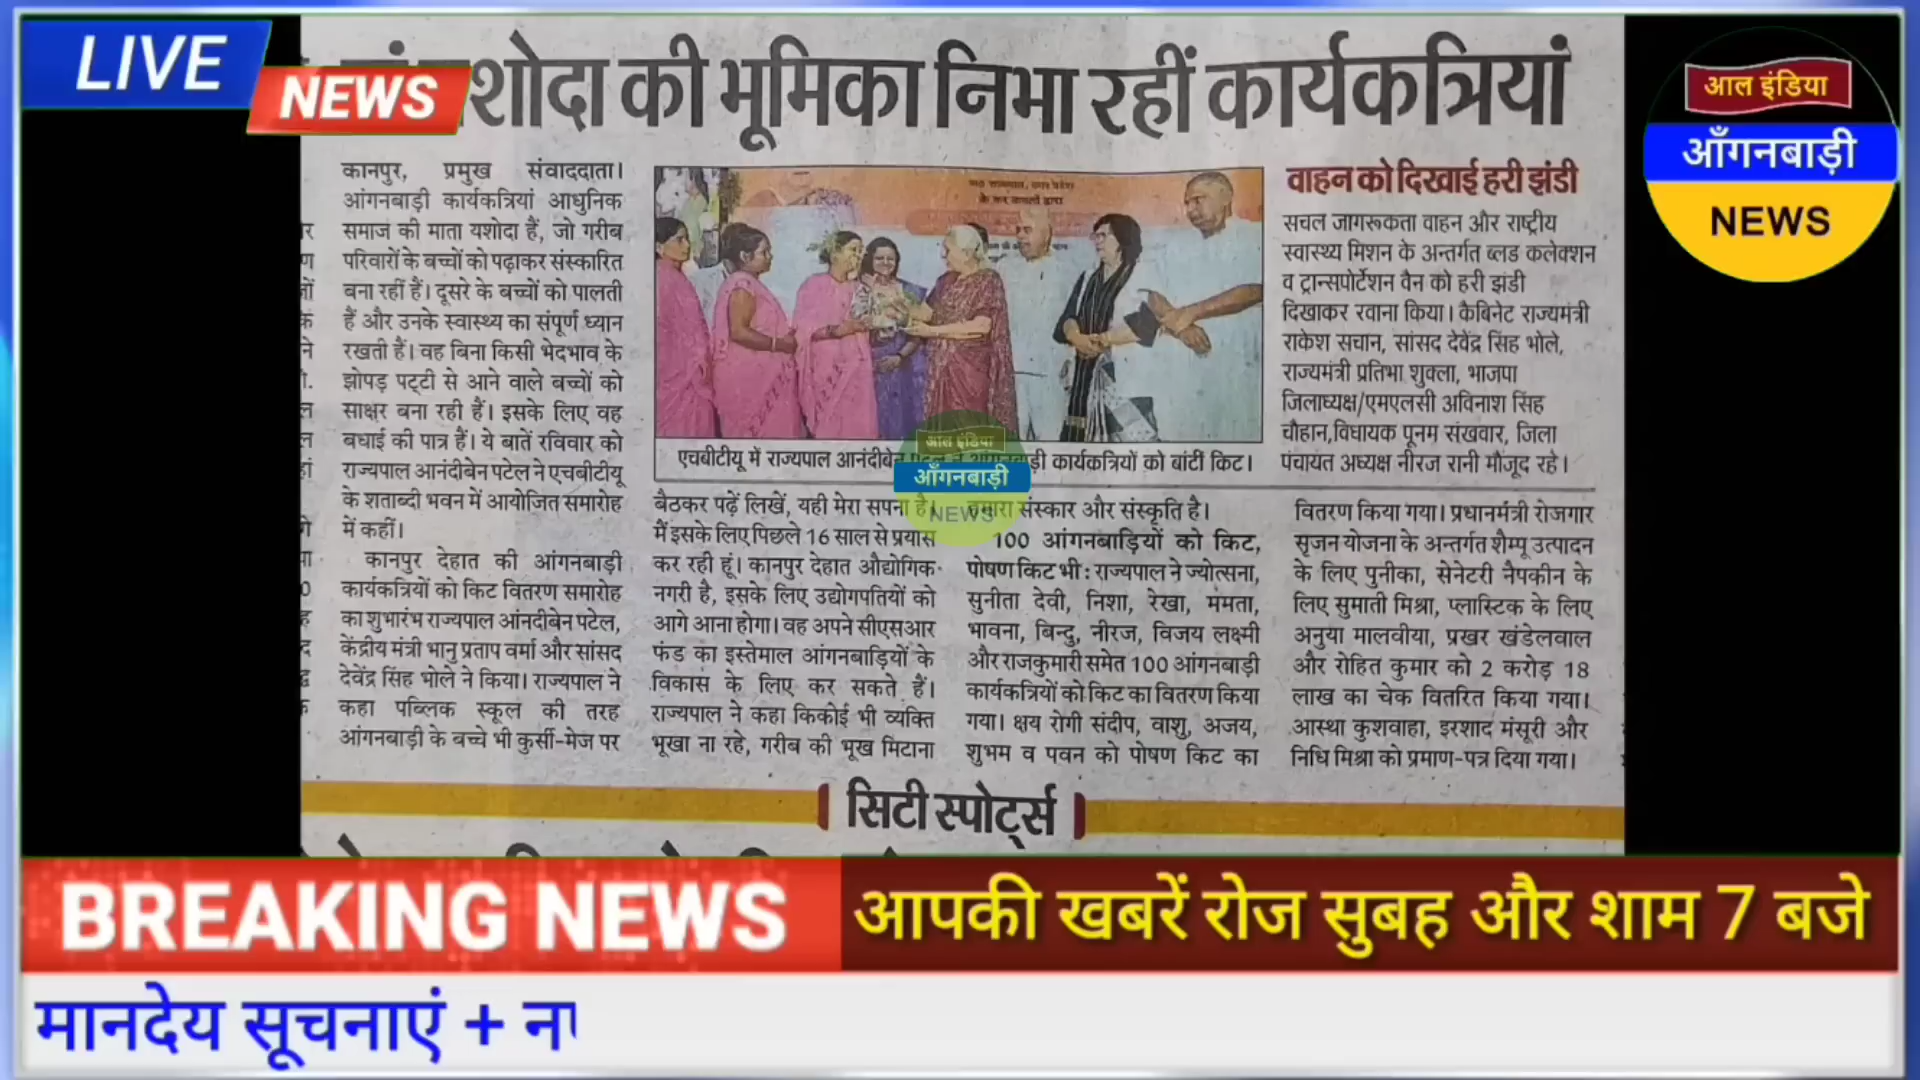 LIVE
NEWS
शोदा की भूमिका निभा रहीं कार्यकत्रियां
आल इंडिया
आँगनबाड़ी
NEWS
कानपुर, प्रमुख संवाददाता।
आंगनबाड़ी कार्यकत्रियां आधुनिक
समाज की माता यशोदा हैं, जो गरीब
परिवारों के बच्चों को पढ़ाकर संस्कारित
बना रहीं हैं। दूसरे के बच्चों को पालती
हैं और उनके स्वास्थ्य का संपूर्ण ध्यान
रखती हैं। वह बिना किसी भेदभाव के
झोपड़ पट्टी से आने वाले बच्चों को
साक्षर बना रही हैं। इसके लिए वह
बधाई की पात्र हैं। ये बातें रविवार को
राज्यपाल आनंदीबेन पटेल ने एचबीटीयू
के शताब्दी भवन में आयोजित समारोह
में कहीं।
कानपुर देहात की आंगनबाड़ी
कार्यकत्रियों को किट वितरण समारोह
का शुभारंभ राज्यपाल आंनदीबेन पटेल,
केंद्रीय मंत्री भानु प्रताप वर्मा और सांसद
देवेंद्र सिंह भोले ने किया। राज्यपाल ने
कहा पब्लिक स्कूल की तरह
आंगनबाड़ी के बच्चे भी कुर्सी-मेज पर
एचबीटीयू में राज्यपाल आनंदीबेन कार्यकत्रियों को बांटीं किट।
आल इंडिया
आँगनबाड़ी
NEWS
बैठकर पढ़ें लिखें, यही मेरा सपना है।
मैं इसके लिए पिछले 16 साल से प्रयास
कर रही हूं। कानपुर देहात औद्योगिक
नगरी है, इसके लिए उद्योगपतियों को
आगे आना होगा। वह अपने सीएसआर
फंड का इस्तेमाल आंगनबाड़ियों के
विकास के लिए कर सकते हैं।
राज्यपाल ने कहा किकोई भी व्यक्ति
भूखा ना रहे, गरीब की भूख मिटाना
हमारा संस्कार और संस्कृति है।
100 आंगनबाड़ियों को किट,
पोषण किट भी : राज्यपाल ने ज्योत्सना,
सुनीता देवी, निशा, रेखा, ममता,
भावना, बिन्दु, नीरज, विजय लक्ष्मी
और राजकुमारी समेत 100 आंगनबाड़ी
कार्यकत्रियों को किट का वितरण किया
गया। क्षय रोगी संदीप, वाशु, अजय,
शुभम व पवन को पोषण किट का
वाहन को दिखाई हरी झंडी
सचल जागरूकता वाहन और राष्ट्रीय
स्वास्थ्य मिशन के अन्तर्गत ब्लड कलेक्शन
व ट्रान्सपोर्टेशन वैन को हरी झंडी
दिखाकर रवाना किया। कैबिनेट राज्यमंत्री
राकेश सचान, सांसद देवेंद्र सिंह भोले,
राज्यमंत्री प्रतिभा शुक्ला, भाजपा
जिलाध्यक्ष/एमएलसी अविनाश सिंह
चौहान,विधायक पूनम संखवार, जिला
पंचायत अध्यक्ष नीरज रानी मौजूद रहे।
वितरण किया गया। प्रधानमंत्री रोजगार
सृजन योजना के अन्तर्गत शैम्पू उत्पादन
के लिए पुनीका, सेनेटरी नैपकीन के
लिए सुमाती मिश्रा, प्लास्टिक के लिए
अनुया मालवीया, प्रखर खंडेलवाल
और रोहित कुमार को 2 करोड़ 18
लाख का चेक वितरित किया गया।
आस्था कुशवाहा, इरशाद मंसूरी और
निधि मिश्रा को प्रमाण-पत्र दिया गया।
सिटी स्पोर्ट्स
BREAKING NEWS
आपकी खबरें रोज सुबह और शाम 7 बजे
मानदेय सूचनाएं +